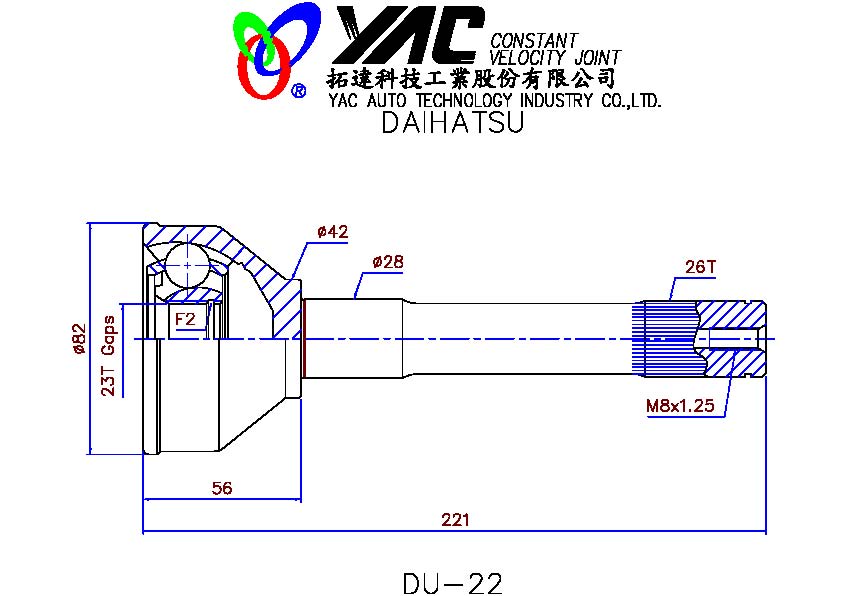 YAC CONSTANT
VELOCITY JOINT
®
拓達科技工業股份有限公司
YAC AUTO TECHNOLOGY INDUSTRY CO.,LTD.
DAIHATSU
ø42
ø28
26T
F2
ø82
23T Gaps
M8x1.25
56
221
DU-22